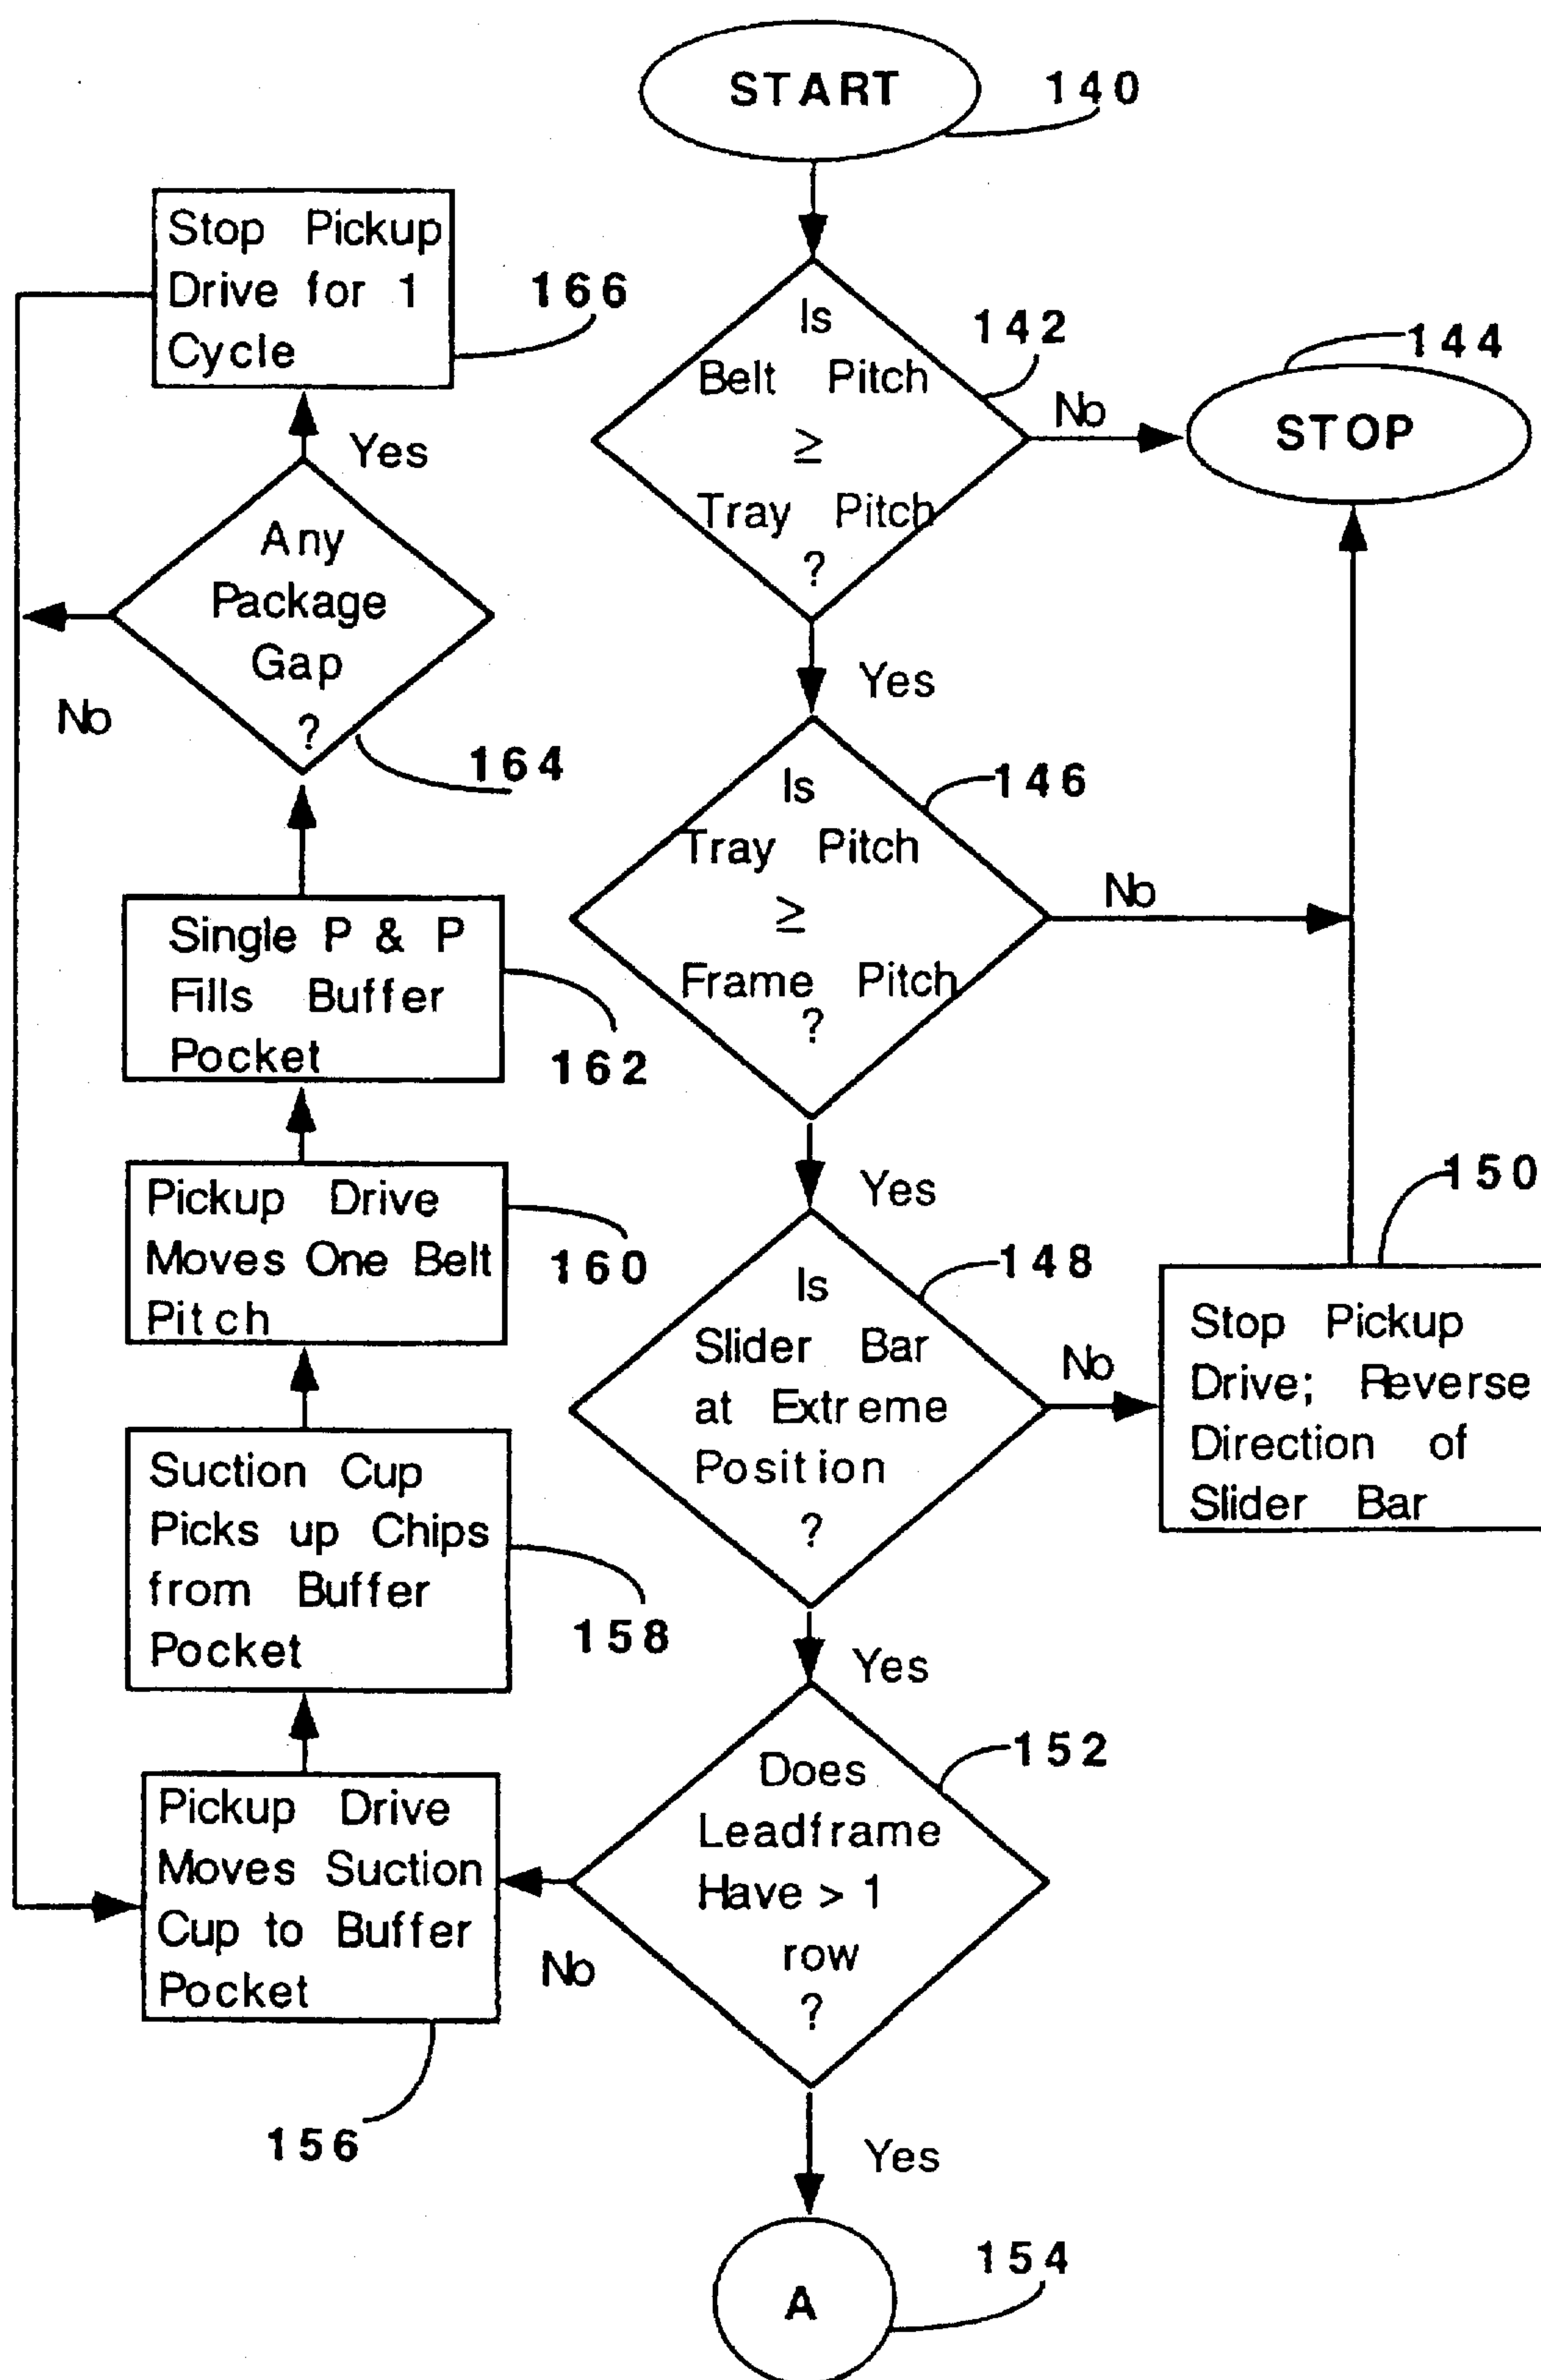 START
140
Is
Belt Pitch
≥
Tray Pitch
?
142
No
STOP
144
Yes
Is
Tray Pitch
≥
Frame Pitch
?
146
No
Yes
Is
Slider Bar
at Extreme
Position
?
148
No
Stop Pickup
Drive; Reverse
Direction of
Slider Bar
150
Yes
Does
Leadframe
Have > 1
row
?
152
No
Yes
A
154
Pickup Drive
Moves Suction
Cup to Buffer
Pocket
156
Suction Cup
Picks up Chips
from Buffer
Pocket
158
Pickup Drive
Moves One Belt
Pitch
160
Single P & P
Fills Buffer
Pocket
162
Any
Package
Gap
?
164
No
Yes
Stop Pickup
Drive for 1
Cycle
166